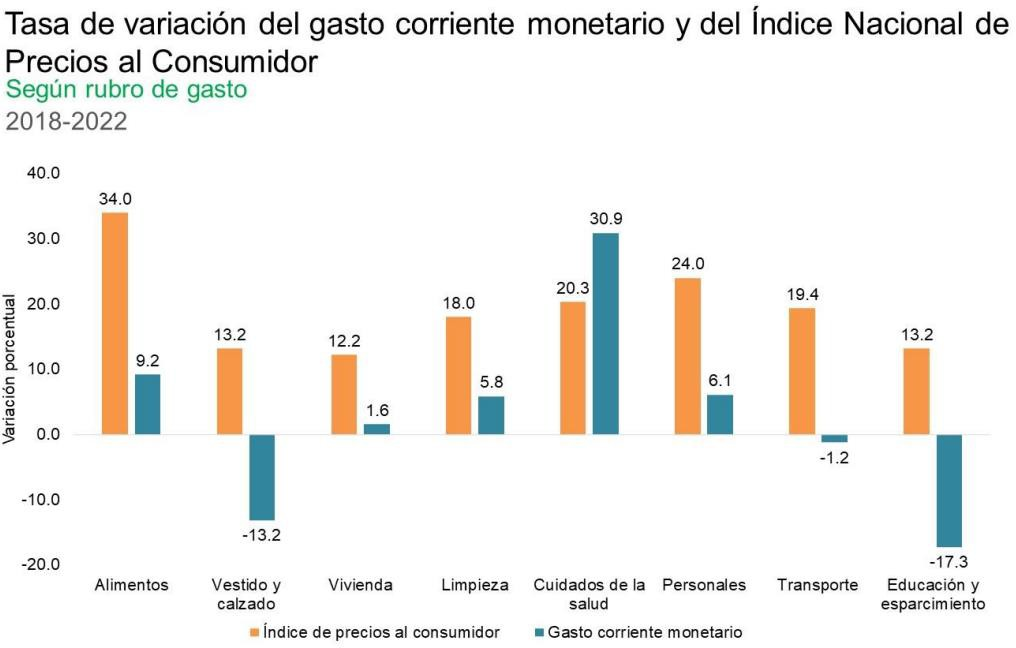 Tasa de variación del gasto corriente monetario y del Índice Nacional de
Precios al Consumidor
Según rubro de gasto
2018-2022
Variación porcentual
40.0
30.0
20.0
10.0
0.0
-10.0
-20.0
34.0
9.2
13.2
-13.2
12.2
1.6
18.0
5.8
20.3
30.9
24.0
6.1
19.4
-1.2
13.2
-17.3
Alimentos
Vestido y
calzado
Vivienda
Limpieza
Cuidados de la
salud
Personales
Transporte
Educación y
esparcimiento
Índice de precios al consumidor
Gasto corriente monetario